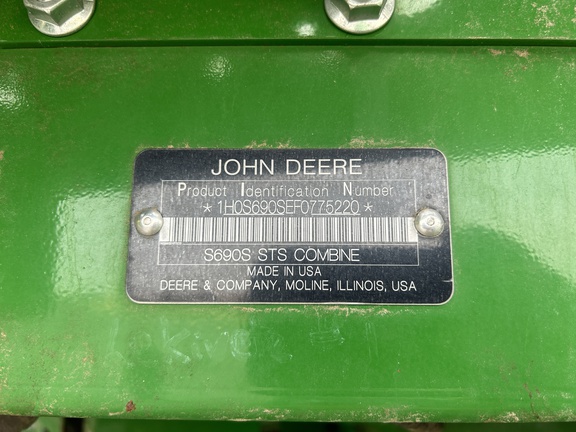 JOHN DEERE
Product Identification Number
*1H0S690SEF0775220*
S690S STS COMBINE
MADE IN USA
DEERE & COMPANY, MOLINE, ILLINOIS, USA